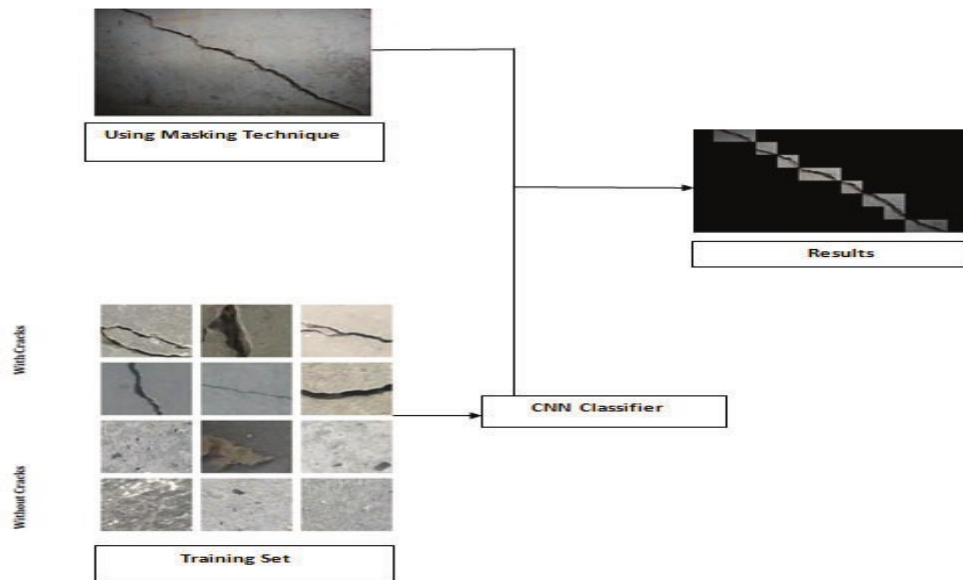 Using Masking Technique
Results
With Cracks
CNN Classifier
Without Cracks
Training Set